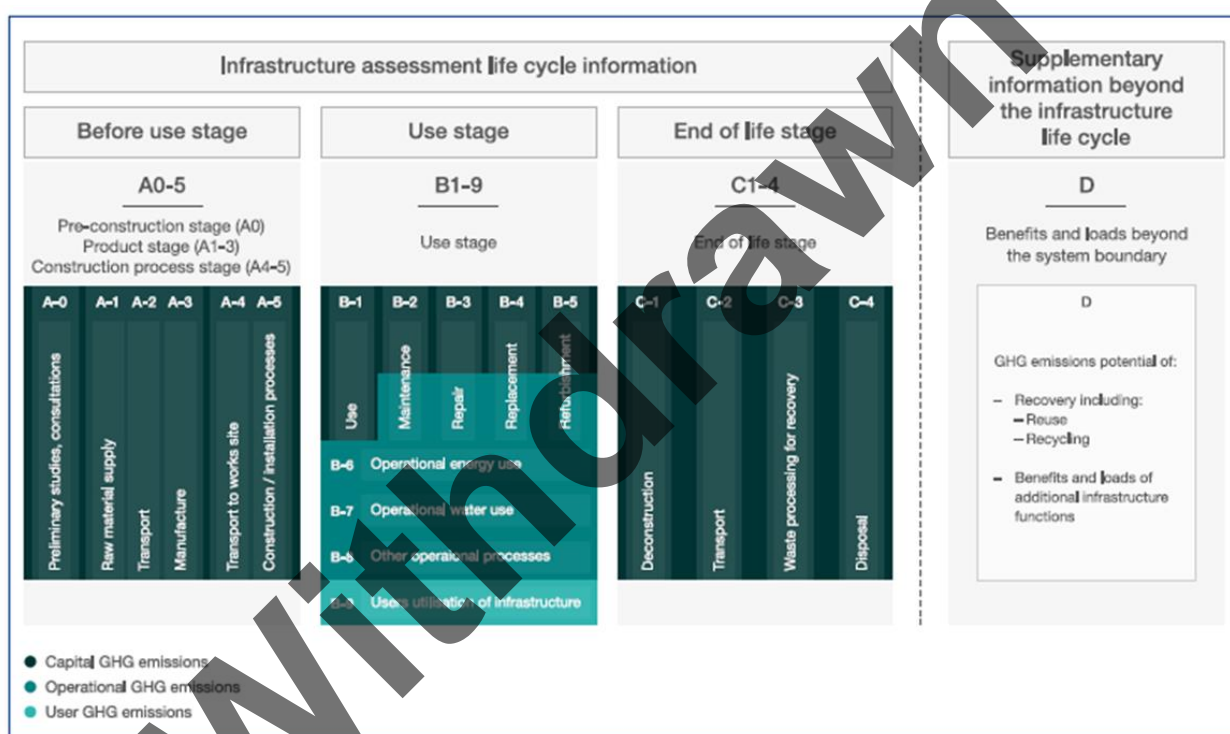 Infrastructure assessment life cycle information
Supplementary
information beyond
the infrastructure
life cycle
Before use stage
Use stage
End of life stage
A0-5
Pre-construction stage (A0)
Product stage (A1-3)
Construction process stage (A4-5)
B1-9
Use stage
C1-4
End of life stage
D
Benefits and loads beyond
the system boundary
A-0 A-1 A-2 A-3 A-4 A-5
Preliminary studies, consultations
Raw material supply
Transport
Manufacture
Transport to works site
Construction / installation processes
B-1 B-2 B-3 B-4 B-5
Use
Maintenance
Repair
Replacement
Refurbishment
B-6 Operational energy use
B-7 Operational water use
B-8 Other operaional processes
B-9 Users utilisation of infrastructure
C-1 C-2 C-3 C-4
Deconstruction
Transport
Waste processing for recovery
Disposal
D
GHG emissions potential of:
– Recovery including:
– Reuse
– Recycling
– Benefits and loads of
additional infrastructure
functions
Capital GHG emissions
Operational GHG emissions
User GHG emissions
withdrawn